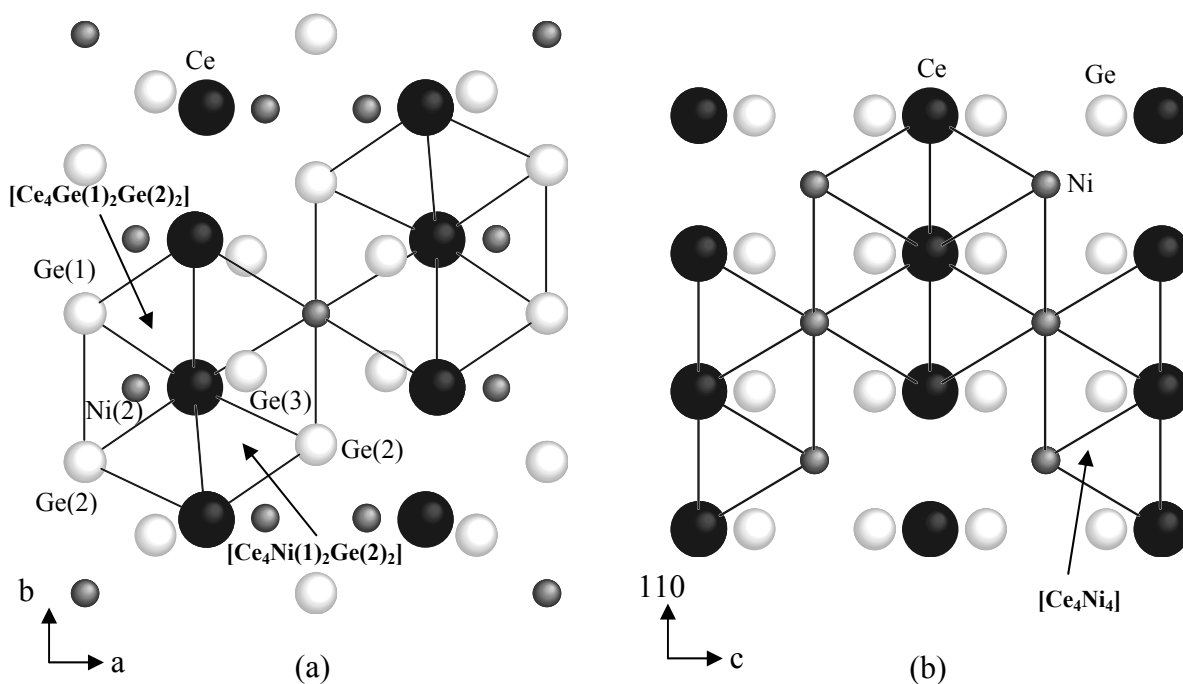 Ce
[Ce₄Ge(1)₂Ge(2)₂]
Ge(1)
Ni(2)
Ge(3)
Ge(2)
Ge(2)
[Ce₄Ni(1)₂Ge(2)₂]
b
a
(a)
Ce
Ge
Ni
[Ce₄Ni₄]
110
c
(b)